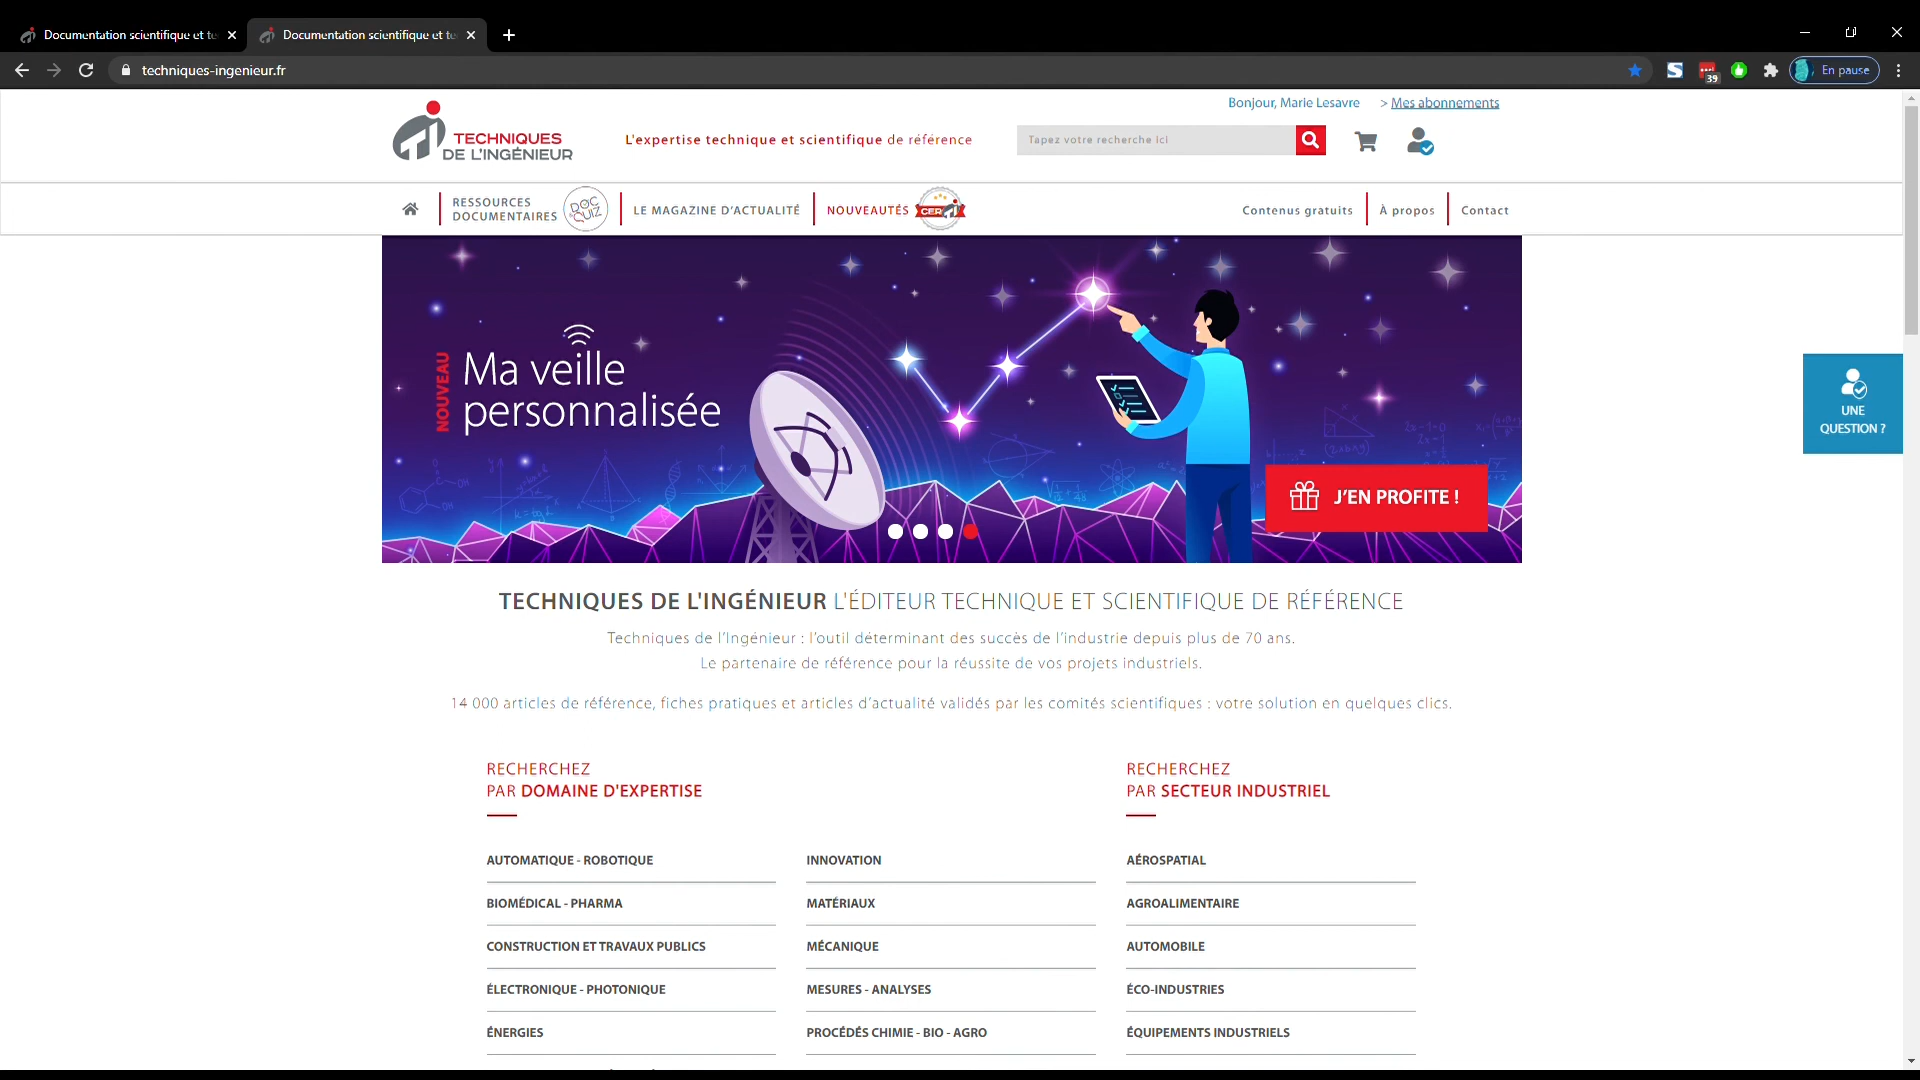 Documentation scientifique et te
Documentation scientifique et te
techniques-ingenieur.fr
39
En pause
Bonjour, Marie Lesavre > Mes abonnements
TECHNIQUES
DE L'INGÉNIEUR
L'expertise technique et scientifique de référence
Tapez votre recherche ici
RESSOURCES
DOCUMENTAIRES
DOC
QUIZ
LE MAGAZINE D'ACTUALITÉ
NOUVEAUTÉS
Contenus gratuits
À propos
Contact
NOUVEAU
Ma veille
personnalisée
J'EN PROFITE !
UNE
QUESTION ?
TECHNIQUES DE L'INGÉNIEUR L'ÉDITEUR TECHNIQUE ET SCIENTIFIQUE DE RÉFÉRENCE
Techniques de l'Ingénieur : l'outil déterminant des succès de l'industrie depuis plus de 70 ans.
Le partenaire de référence pour la réussite de vos projets industriels.
14 000 articles de référence, fiches pratiques et articles d'actualité validés par les comités scientifiques : votre solution en quelques clics.
RECHERCHEZ
PAR DOMAINE D'EXPERTISE
AUTOMATIQUE - ROBOTIQUE
BIOMÉDICAL - PHARMA
CONSTRUCTION ET TRAVAUX PUBLICS
ÉLECTRONIQUE - PHOTONIQUE
ÉNERGIES
INNOVATION
MATÉRIAUX
MÉCANIQUE
MESURES - ANALYSES
PROCÉDÉS CHIMIE - BIO - AGRO
RECHERCHEZ
PAR SECTEUR INDUSTRIEL
AÉROSPATIAL
AGROALIMENTAIRE
AUTOMOBILE
ÉCO-INDUSTRIES
ÉQUIPEMENTS INDUSTRIELS